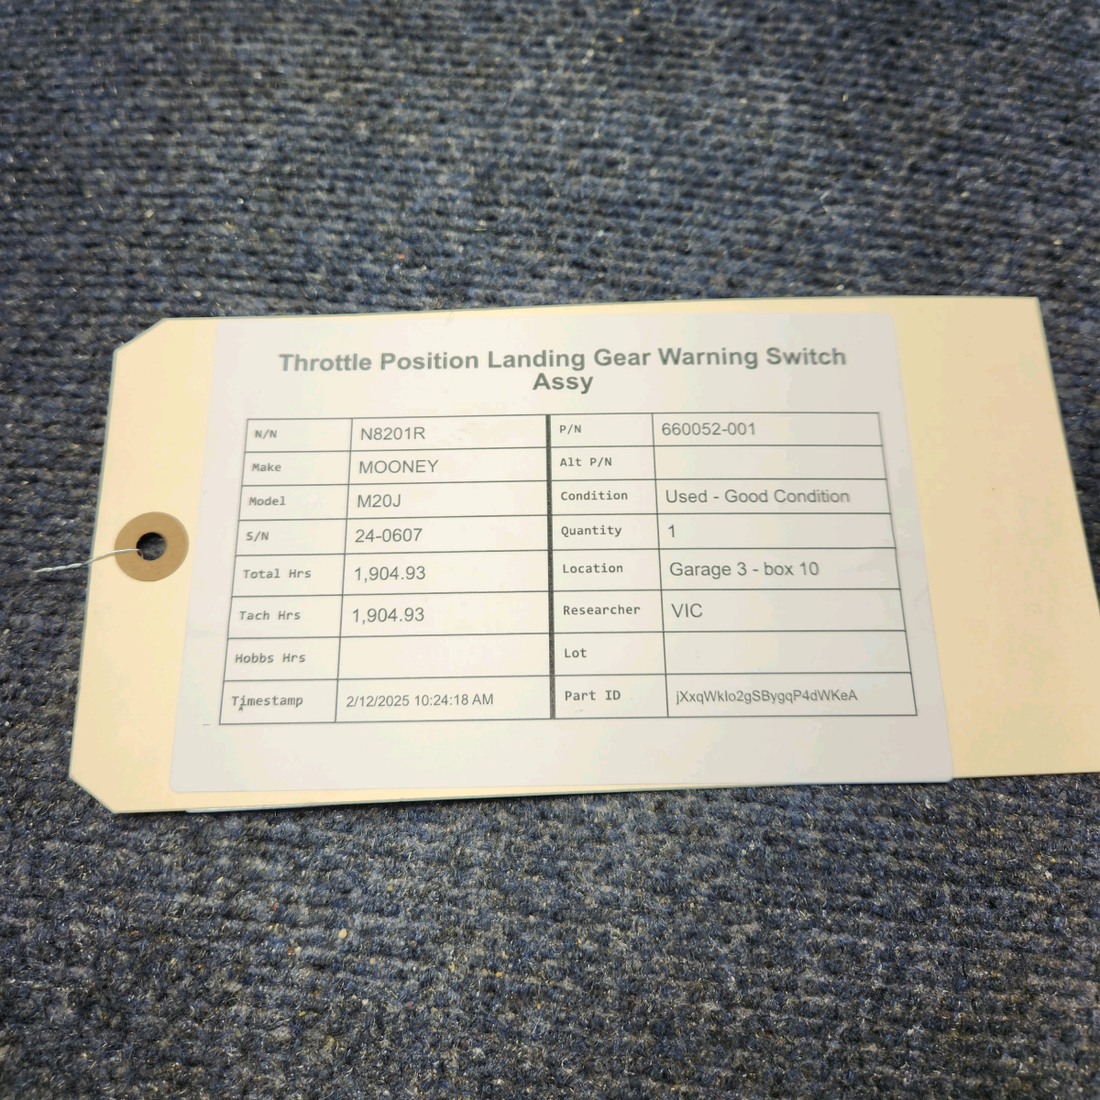 Throttle Position Landing Gear Warning Switch
Assy
N/N N8201R P/N 660052-001
Make MOONEY Alt P/N
Model M20J Condition Used - Good Condition
S/N 24-0607 Quantity 1
Total Hrs 1,904.93 Location Garage 3 - box 10
Tach Hrs 1,904.93 Researcher VIC
Hobbs Hrs Lot
Timestamp 2/12/2025 10:24:18 AM Part ID jXxqWklo2gSBygqP4dWKeA